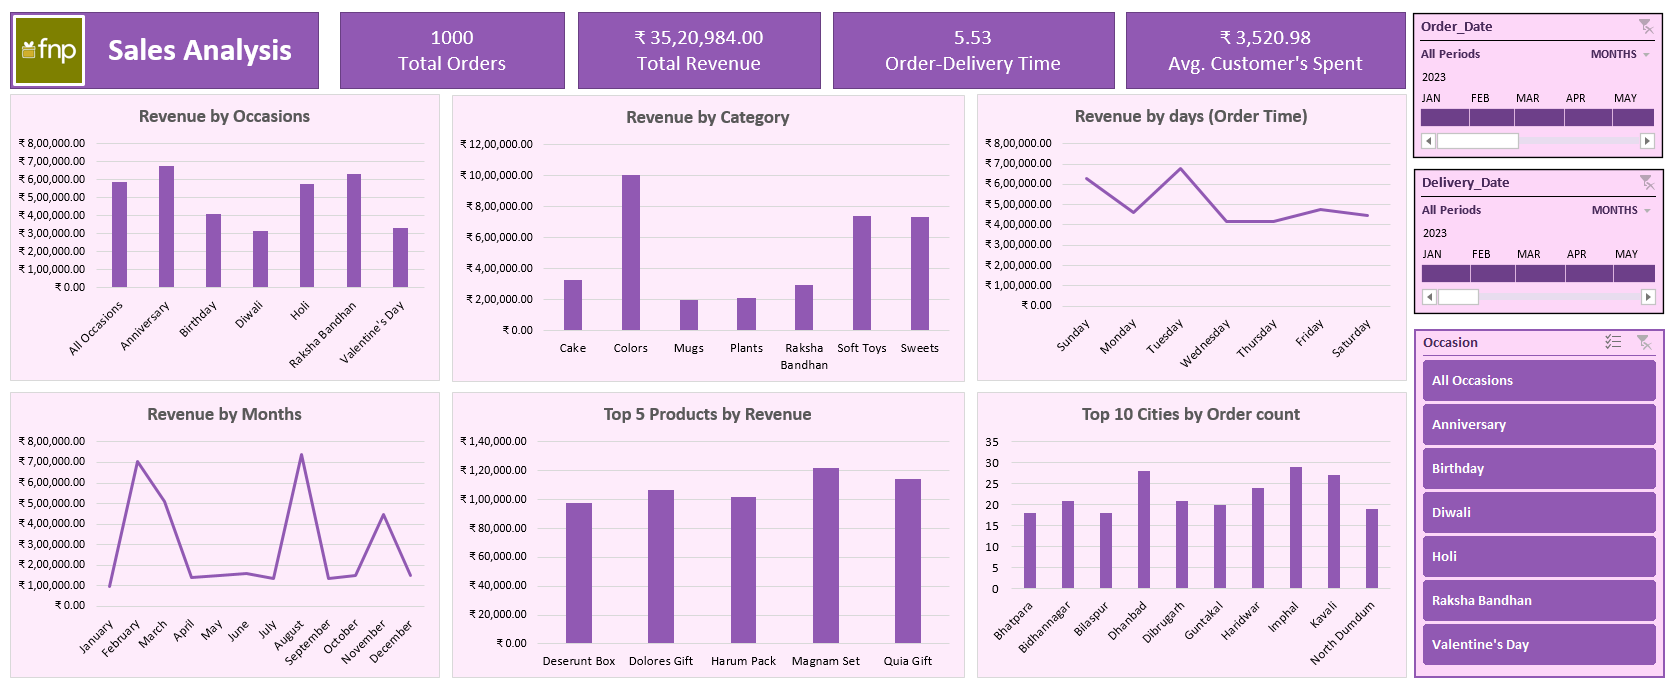 fnp
Sales Analysis
1000
Total Orders
₹ 35,20,984.00
Total Revenue
5.53
Order-Delivery Time
₹ 3,520.98
Avg. Customer's Spent
Revenue by Occasions
₹ 8,00,000.00
₹ 7,00,000.00
₹ 6,00,000.00
₹ 5,00,000.00
₹ 4,00,000.00
₹ 3,00,000.00
₹ 2,00,000.00
₹ 1,00,000.00
₹ 0.00
All Occasions
Anniversary
Birthday
Diwali
Holi
Raksha Bandhan
Valentine's Day
Revenue by Category
₹ 12,00,000.00
₹ 10,00,000.00
₹ 8,00,000.00
₹ 6,00,000.00
₹ 4,00,000.00
₹ 2,00,000.00
₹ 0.00
Cake
Colors
Mugs
Plants
Raksha
Bandhan
Soft Toys
Sweets
Revenue by days (Order Time)
₹ 8,00,000.00
₹ 7,00,000.00
₹ 6,00,000.00
₹ 5,00,000.00
₹ 4,00,000.00
₹ 3,00,000.00
₹ 2,00,000.00
₹ 1,00,000.00
₹ 0.00
Sunday
Monday
Tuesday
Wednesday
Thursday
Friday
Saturday
Revenue by Months
₹ 8,00,000.00
₹ 7,00,000.00
₹ 6,00,000.00
₹ 5,00,000.00
₹ 4,00,000.00
₹ 3,00,000.00
₹ 2,00,000.00
₹ 1,00,000.00
₹ 0.00
January
February
March
April
May
June
July
August
September
October
November
December
Top 5 Products by Revenue
₹ 1,40,000.00
₹ 1,20,000.00
₹ 1,00,000.00
₹ 80,000.00
₹ 60,000.00
₹ 40,000.00
₹ 20,000.00
₹ 0.00
Deserunt Box
Dolores Gift
Harum Pack
Magnam Set
Quia Gift
Top 10 Cities by Order count
35
30
25
20
15
10
5
0
Bhatpara
Bidhannagar
Bilaspur
Dhanbad
Dibrugarh
Guntakal
Haridwar
Imphal
Kavali
North Dumdum
Order_Date
All Periods MONTHS
2023
JAN FEB MAR APR MAY
Delivery_Date
All Periods MONTHS
2023
JAN FEB MAR APR MAY
Occasion
All Occasions
Anniversary
Birthday
Diwali
Holi
Raksha Bandhan
Valentine's Day